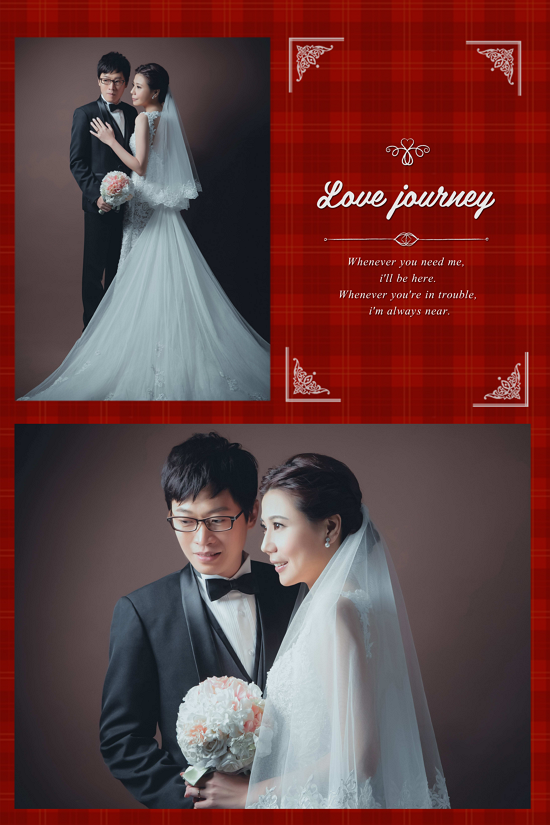 Love journey
Whenever you need me,
i'll be here.
Whenever you're in trouble,
i'm always near.